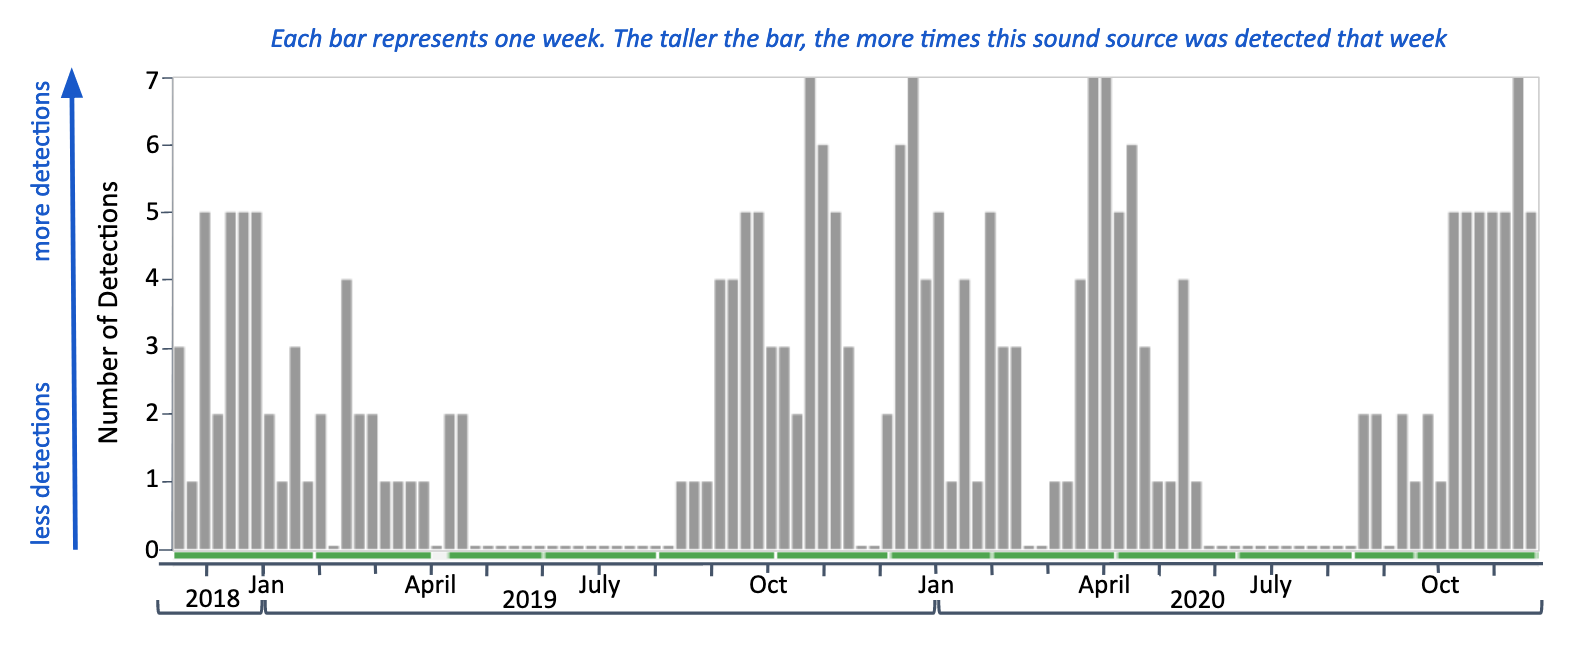 Each bar represents one week. The taller the bar, the more times this sound source was detected that week
more detections
less detections
Number of Detections
7
6
5
4
3
2
1
0
Jan
April
July
Oct
Jan
April
July
Oct
2018
2019
2020